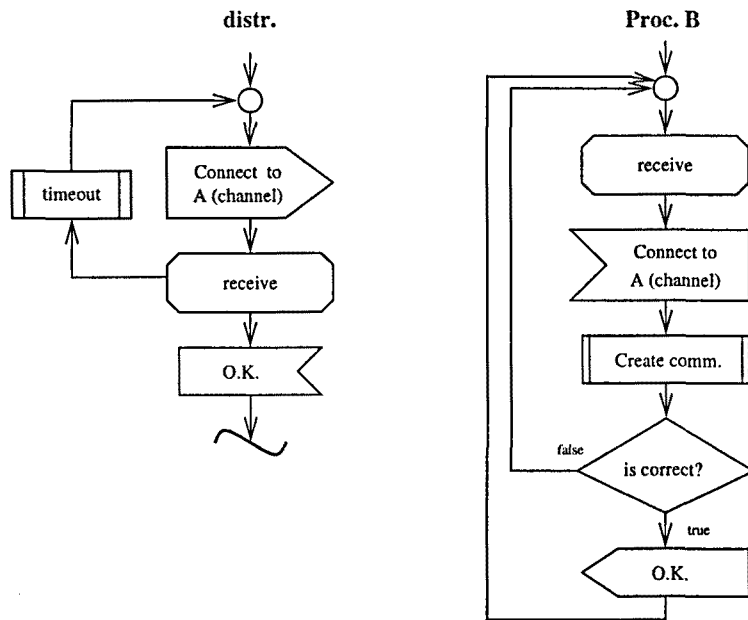 distr.
Connect to
A (channel)
timeout
receive
O.K.
Proc. B
receive
Connect to
A (channel)
Create comm.
false
is correct?
true
O.K.